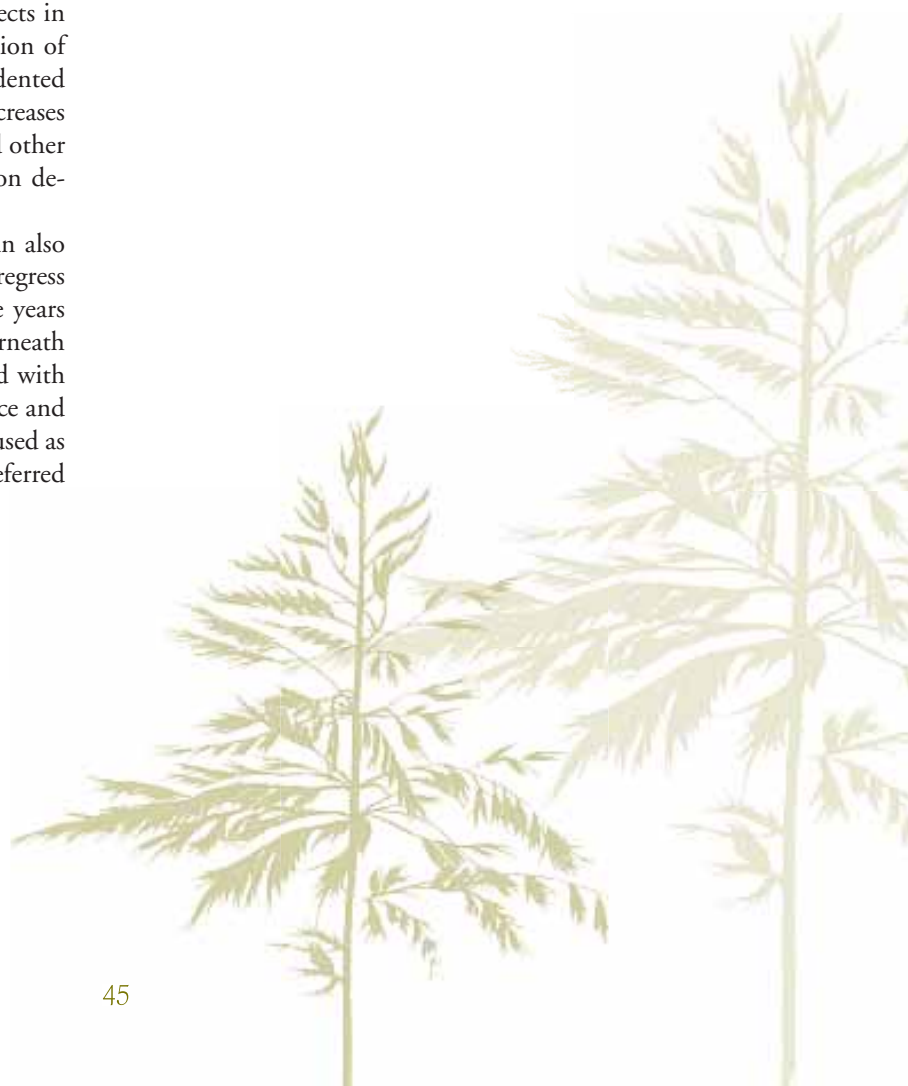 ects in
ion of
dented
creases
l other
on de-
n also
regress
e years
rneath
d with
ce and
used as
eferred
45